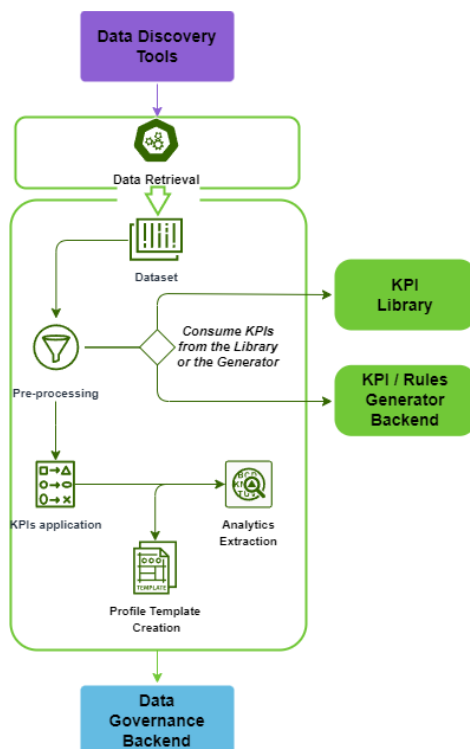 Data Discovery
Tools
Data Retrieval
Dataset
KPI
Library
Consume KPIs
from the Library
or the Generator
Pre-processing
KPI / Rules
Generator
Backend
KPIs application
Analytics
Extraction
TEMPLATE
Profile Template
Creation
Data
Governance
Backend